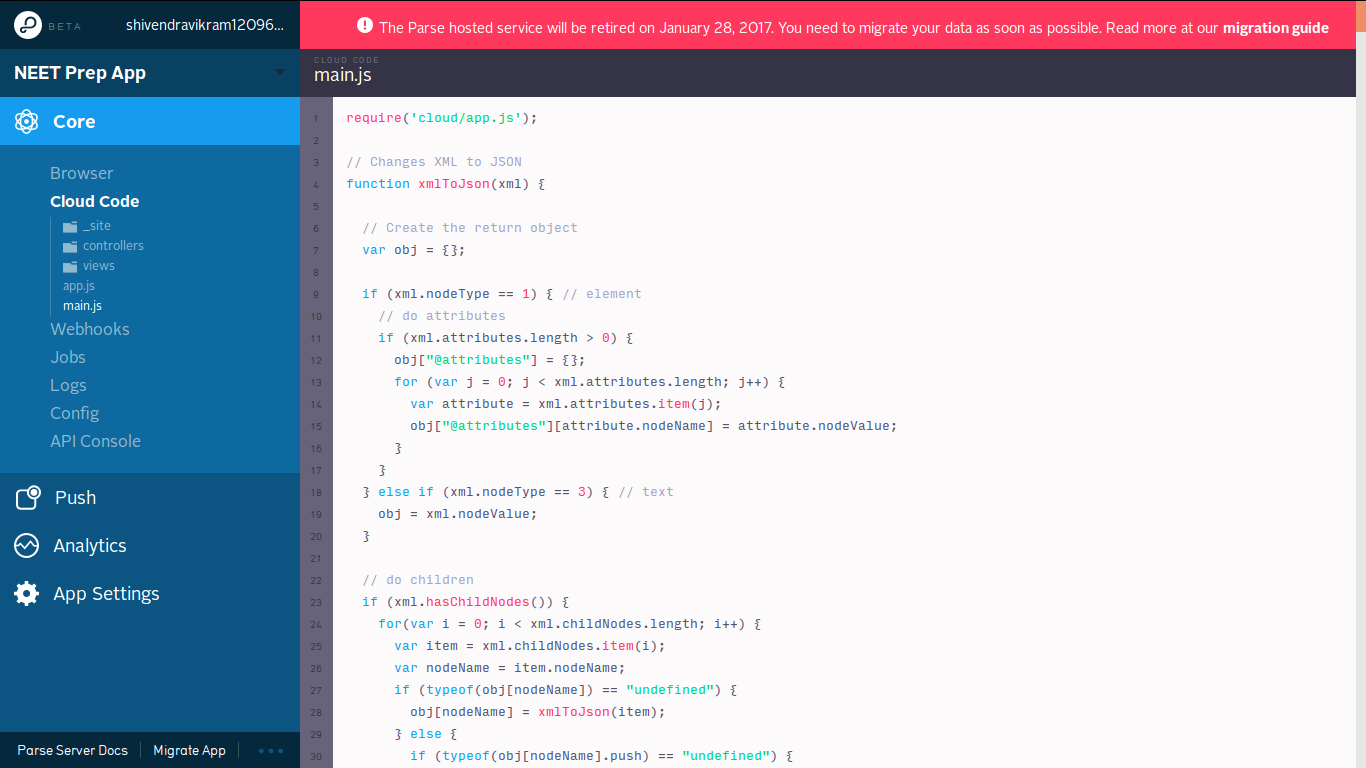 BETA
shivendravikram12096...
The Parse hosted service will be retired on January 28, 2017. You need to migrate your data as soon as possible. Read more at our migration guide
NEET Prep App
CLOUD CODE
main.js
Core
Browser
Cloud Code
_site
controllers
views
app.js
main.js
Webhooks
Jobs
Logs
Config
API Console
Push
Analytics
App Settings
Parse Server Docs
Migrate App
1 require('cloud/app.js');
2
3 // Changes XML to JSON
4 function xmlToJson(xml) {
5
6 // Create the return object
7 var obj = {};
8
9 if (xml.nodeType == 1) { // element
10 // do attributes
11 if (xml.attributes.length > 0) {
12 obj["@attributes"] = {};
13 for (var j = 0; j < xml.attributes.length; j++) {
14 var attribute = xml.attributes.item(j);
15 obj["@attributes"][attribute.nodeName] = attribute.nodeValue;
16 }
17 }
18 } else if (xml.nodeType == 3) { // text
19 obj = xml.nodeValue;
20 }
21
22 // do children
23 if (xml.hasChildNodes()) {
24 for(var i = 0; i < xml.childNodes.length; i++) {
25 var item = xml.childNodes.item(i);
26 var nodeName = item.nodeName;
27 if (typeof(obj[nodeName]) == "undefined") {
28 obj[nodeName] = xmlToJson(item);
29 } else {
30 if (typeof(obj[nodeName].push) == "undefined") {